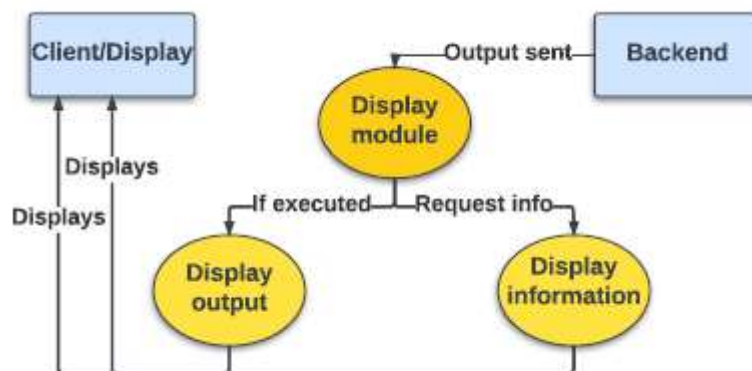 Client/Display
Output sent
Backend
Display
module
Displays
Displays
If executed
Request info
Display
output
Display
information